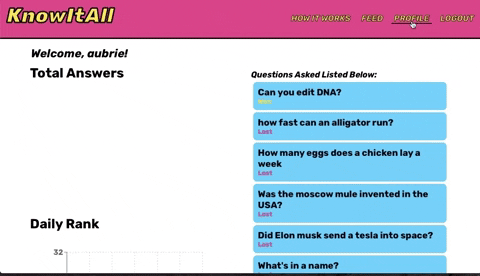 KnowItAll
HOW IT WORKS FEED PROFILE LOGOUT
Welcome, aubrie!
Total Answers
Questions Asked Listed Below:
Can you edit DNA?
Won
how fast can an alligator run?
Lost
How many eggs does a chicken lay a
week
Lost
Was the moscow mule invented in the
USA?
Lost
Did Elon musk send a tesla into space?
Lost
What's in a name?
Daily Rank
32